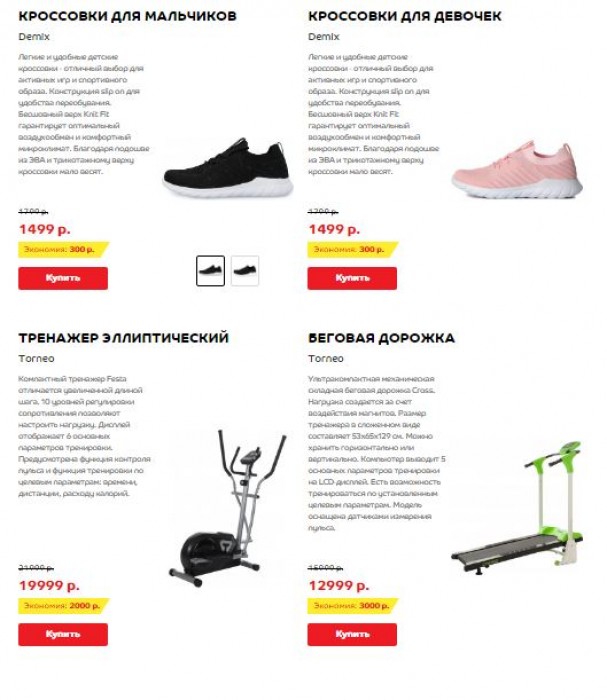 КРОССОВКИ ДЛЯ МАЛЬЧИКОВ
Demix
Легкие и удобные детские
кроссовки - отличный выбор для
активных игр и спортивного
образа. Конструкция slip on для
удобства переобувания.
Бесшовный верх Knit Fit
гарантирует оптимальный
воздухообмен и комфортный
микроклимат. Благодаря подошве
из ЭВА и трикотажному верху
кроссовки мало весят.
1799 р.
1499 р.
Экономия: 300 р.
Купить
КРОССОВКИ ДЛЯ ДЕВОЧЕК
Demix
Легкие и удобные детские
кроссовки - отличный выбор для
активных игр и спортивного
образа. Конструкция slip on для
удобства переобувания.
Бесшовный верх Knit Fit
гарантирует оптимальный
воздухообмен и комфортный
микроклимат. Благодаря подошве
из ЭВА и трикотажному верху
кроссовки мало весят.
1799 р.
1499 р.
Экономия: 300 р.
Купить
ТРЕНАЖЕР ЭЛЛИПТИЧЕСКИЙ
Torneo
Компактный тренажер Festa
отличается увеличенной длиной
шага. 10 уровней регулировки
сопротивления позволяют
настроить нагрузку. Дисплей
отображает 6 основных
параметров тренировки.
Предусмотрена функция контроля
пульса и функция тренировки по
целевым параметрам: времени,
дистанции, расходу калорий.
21999 р.
19999 р.
Экономия: 2000 р.
Купить
БЕГОВАЯ ДОРОЖКА
Torneo
Ультракомпактная механическая
складная беговая дорожка Cross.
Нагрузка создается за счет
воздействия магнитов. Размер
тренажера в сложенном виде
составляет 53x65x129 см. Можно
хранить горизонтально или
вертикально. Компьютер выводит 5
основных параметров тренировки
на LCD дисплей. Есть возможность
тренироваться по установленным
целевым параметрам. Модель
оснащена датчиками измерения
пульса.
15999 р.
12999 р.
Экономия: 3000 р.
Купить